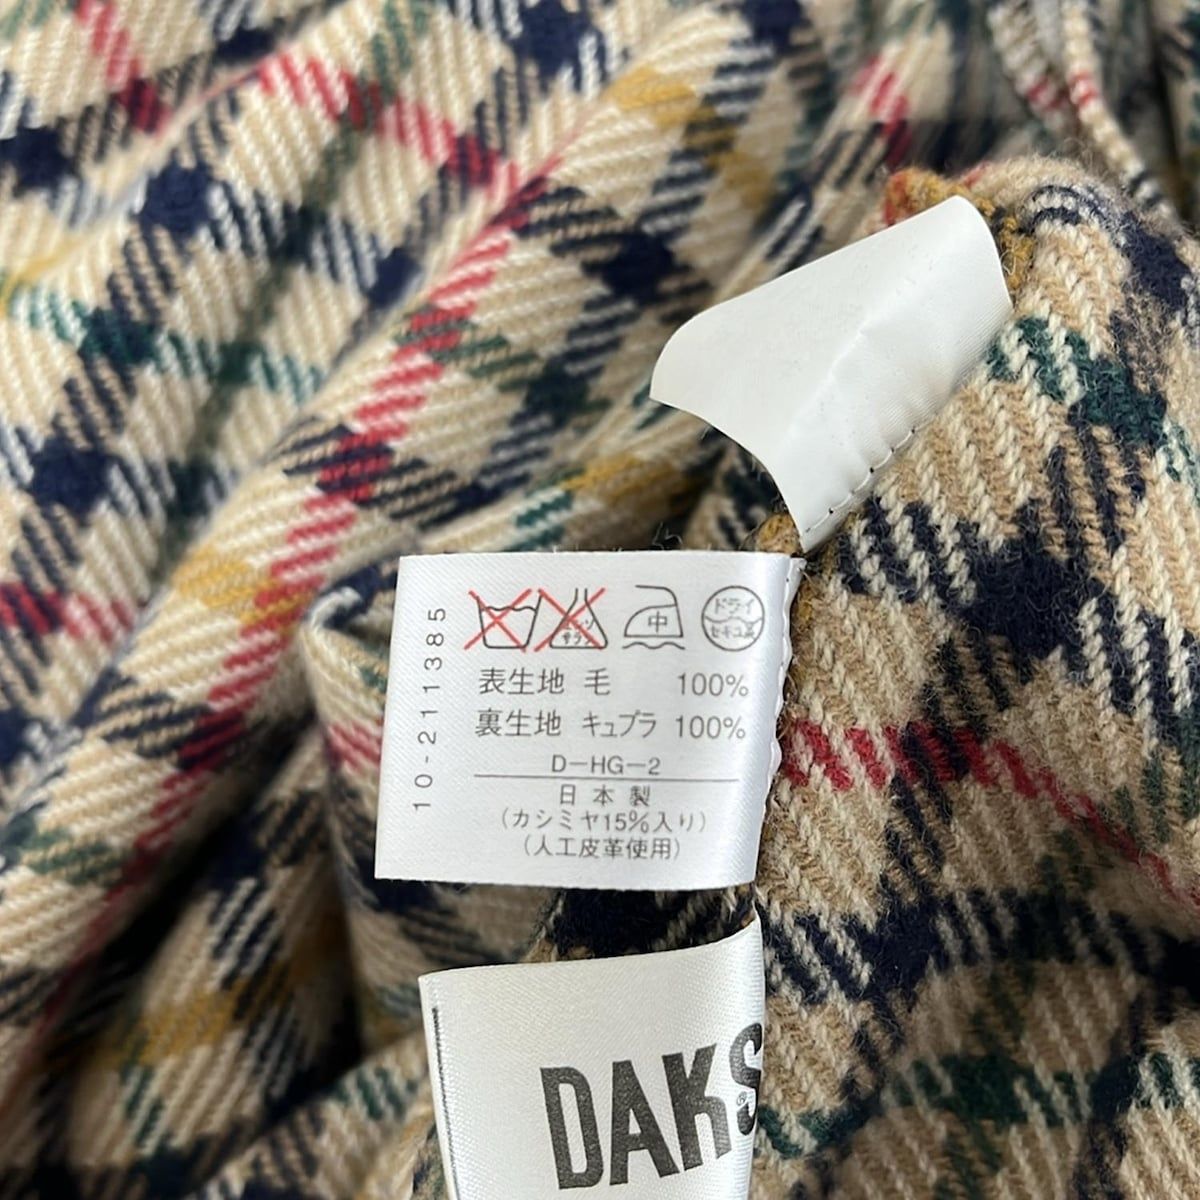 中
ドライ
セキユ系
表生地 毛 100%
裏生地 キュプラ 100%
D-HG-2
日本製
(カシミヤ15%入り)
(人工皮革使用)
10-211385
DAKS